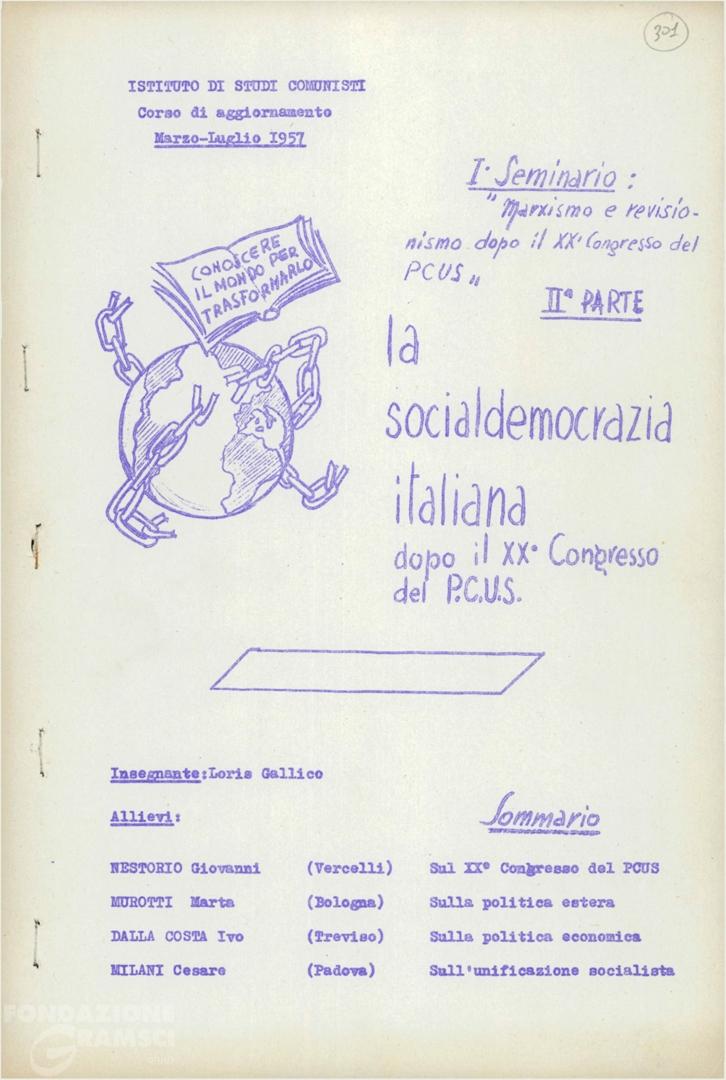 301
ISTITUTO DI STUDI COMUNISTI
Corso di aggiornamento
Marzo-Luglio 1957
I· Seminario :
"Marxismo e revisio-
nismo dopo il XX° Congresso del
PCUS"
IIª PARTE
CONOSCERE
IL MONDO PER
TRASFORMARLO
la
socialdemocrazia
italiana
dopo il XX° Congresso
del P.C.U.S.
Insegnante:Loris Gallico
Sommario
Allievi:
NESTORIO Giovanni (Vercelli) Sul XX° Congresso del PCUS
MUROTTI Marta (Bologna) Sulla politica estera
DALLA COSTA Ivo (Treviso) Sulla politica economica
MILANI Cesare (Padova) Sull'unificazione socialista
FONDAZIONE
GRAMSCI